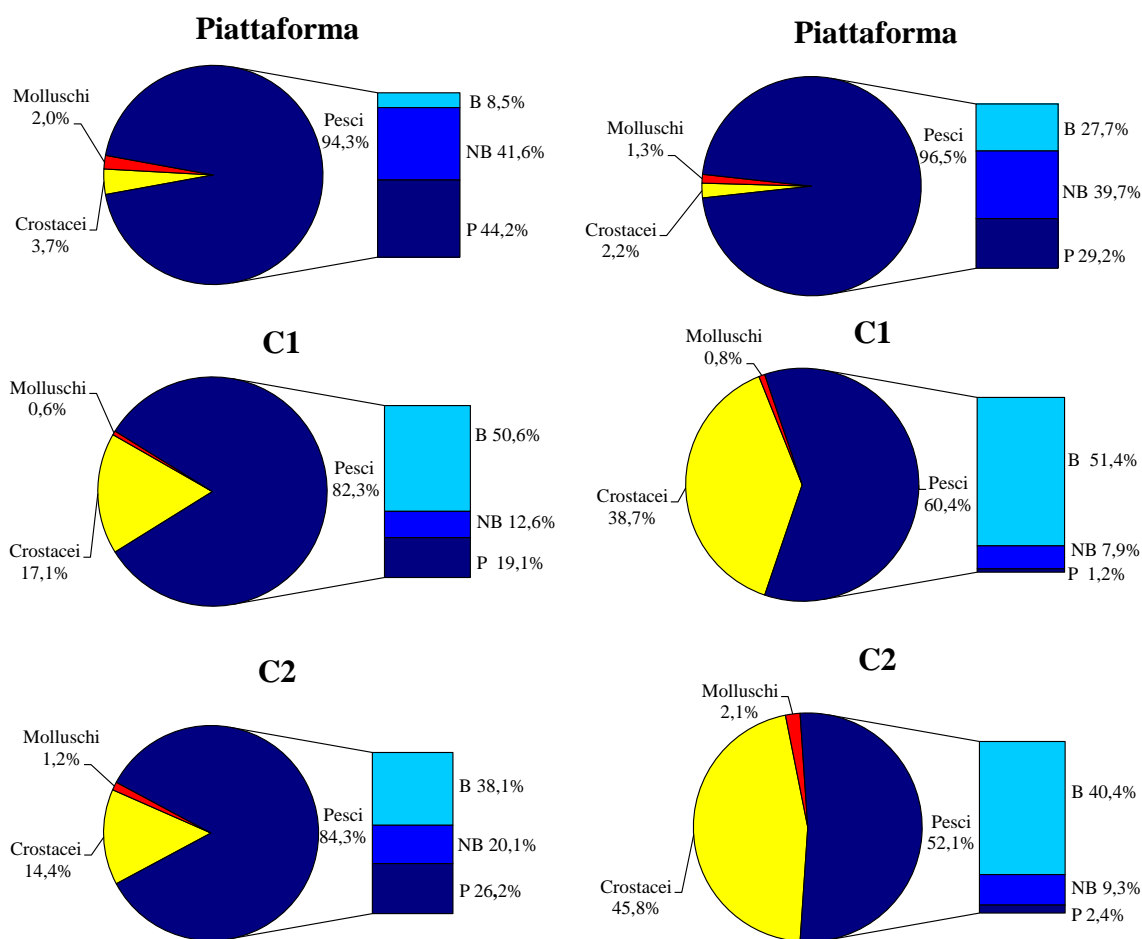 Piattaforma
Molluschi
2,0%
Crostacei
3,7%
Pesci
94,3%
B 8,5%
NB 41,6%
P 44,2%
Piattaforma
Molluschi
1,3%
Crostacei
2,2%
Pesci
96,5%
B 27,7%
NB 39,7%
P 29,2%
C1
Molluschi
0,6%
Crostacei
17,1%
Pesci
82,3%
B 50,6%
NB 12,6%
P 19,1%
C1
Molluschi
0,8%
Crostacei
38,7%
Pesci
60,4%
B 51,4%
NB 7,9%
P 1,2%
C2
Molluschi
1,2%
Crostacei
14,4%
Pesci
84,3%
B 38,1%
NB 20,1%
P 26,2%
C2
Molluschi
2,1%
Crostacei
45,8%
Pesci
52,1%
B 40,4%
NB 9,3%
P 2,4%